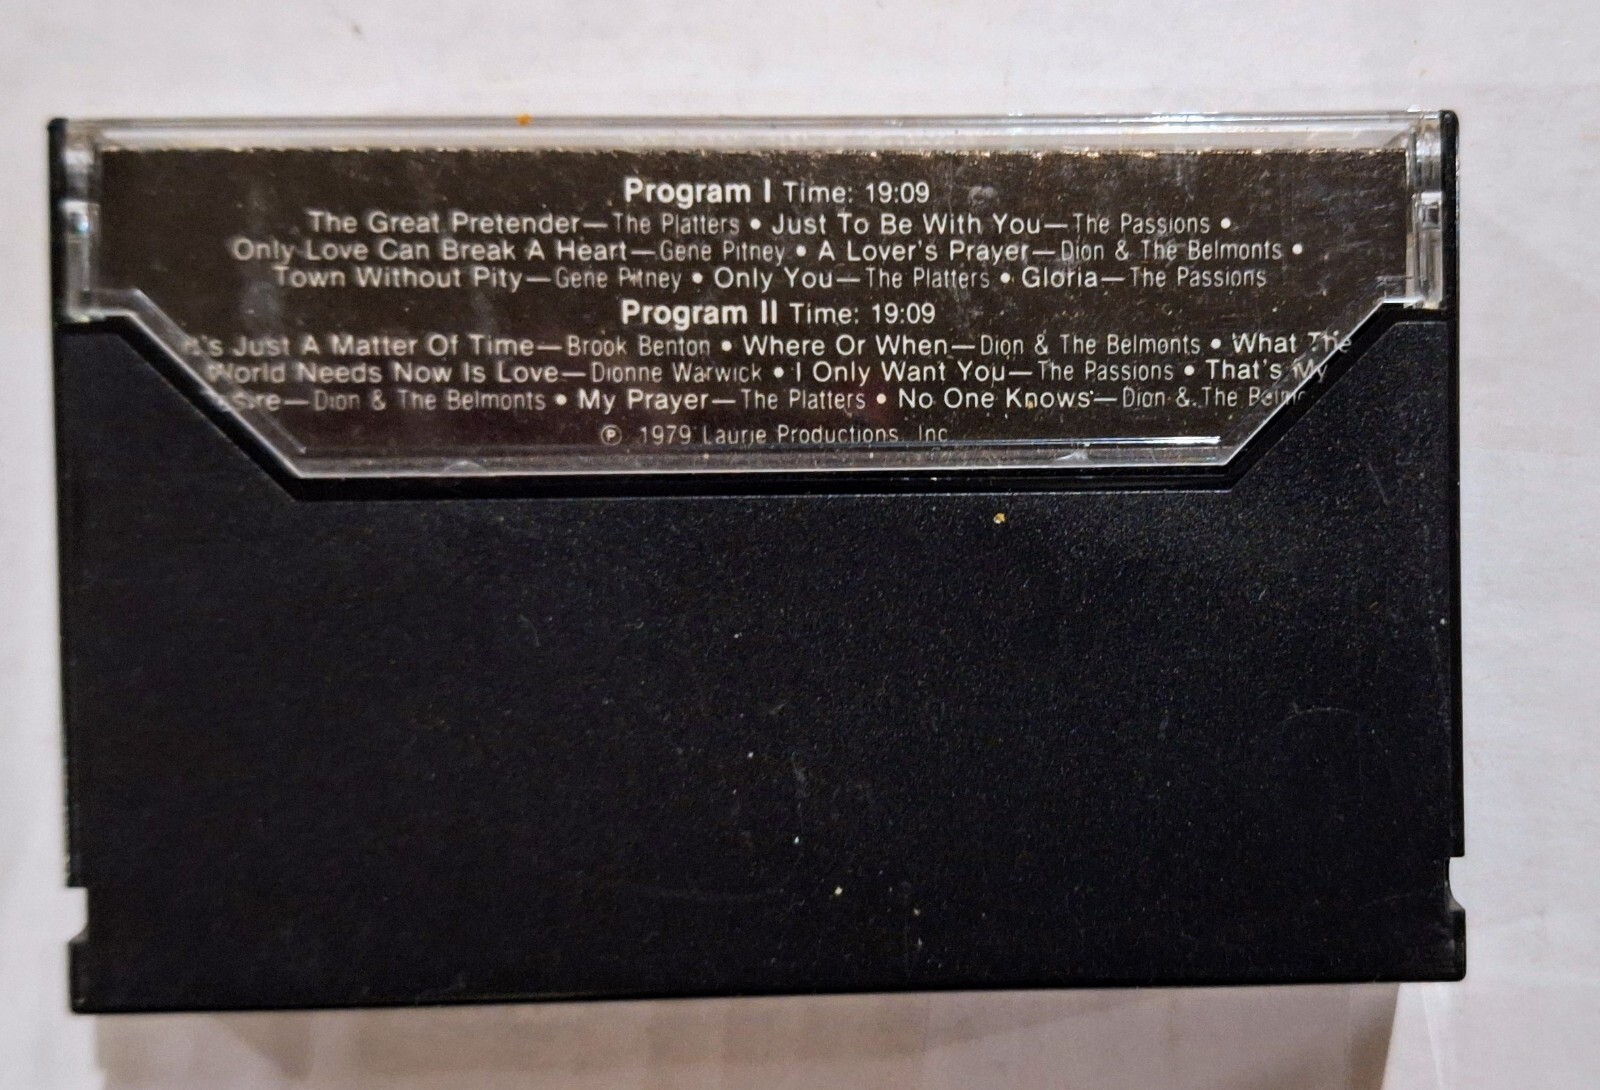 Program I Time: 19:09
The Great Pretender—The Platters • Just To Be With You—The Passions •
Only Love Can Break A Heart—Gene Pitney • A Lover's Prayer—Dion & The Belmonts •
Town Without Pity—Gene Pitney • Only You—The Platters • Gloria—The Passions
Program II Time: 19:09
It's Just A Matter Of Time—Brook Benton • Where Or When—Dion & The Belmonts • What The
World Needs Now Is Love—Dionne Warwick • I Only Want You—The Passions • That's My
—Dion & The Belmonts • My Prayer—The Platters • No One Knows—Dion & The
℗ 1979 Laurie Productions, Inc.